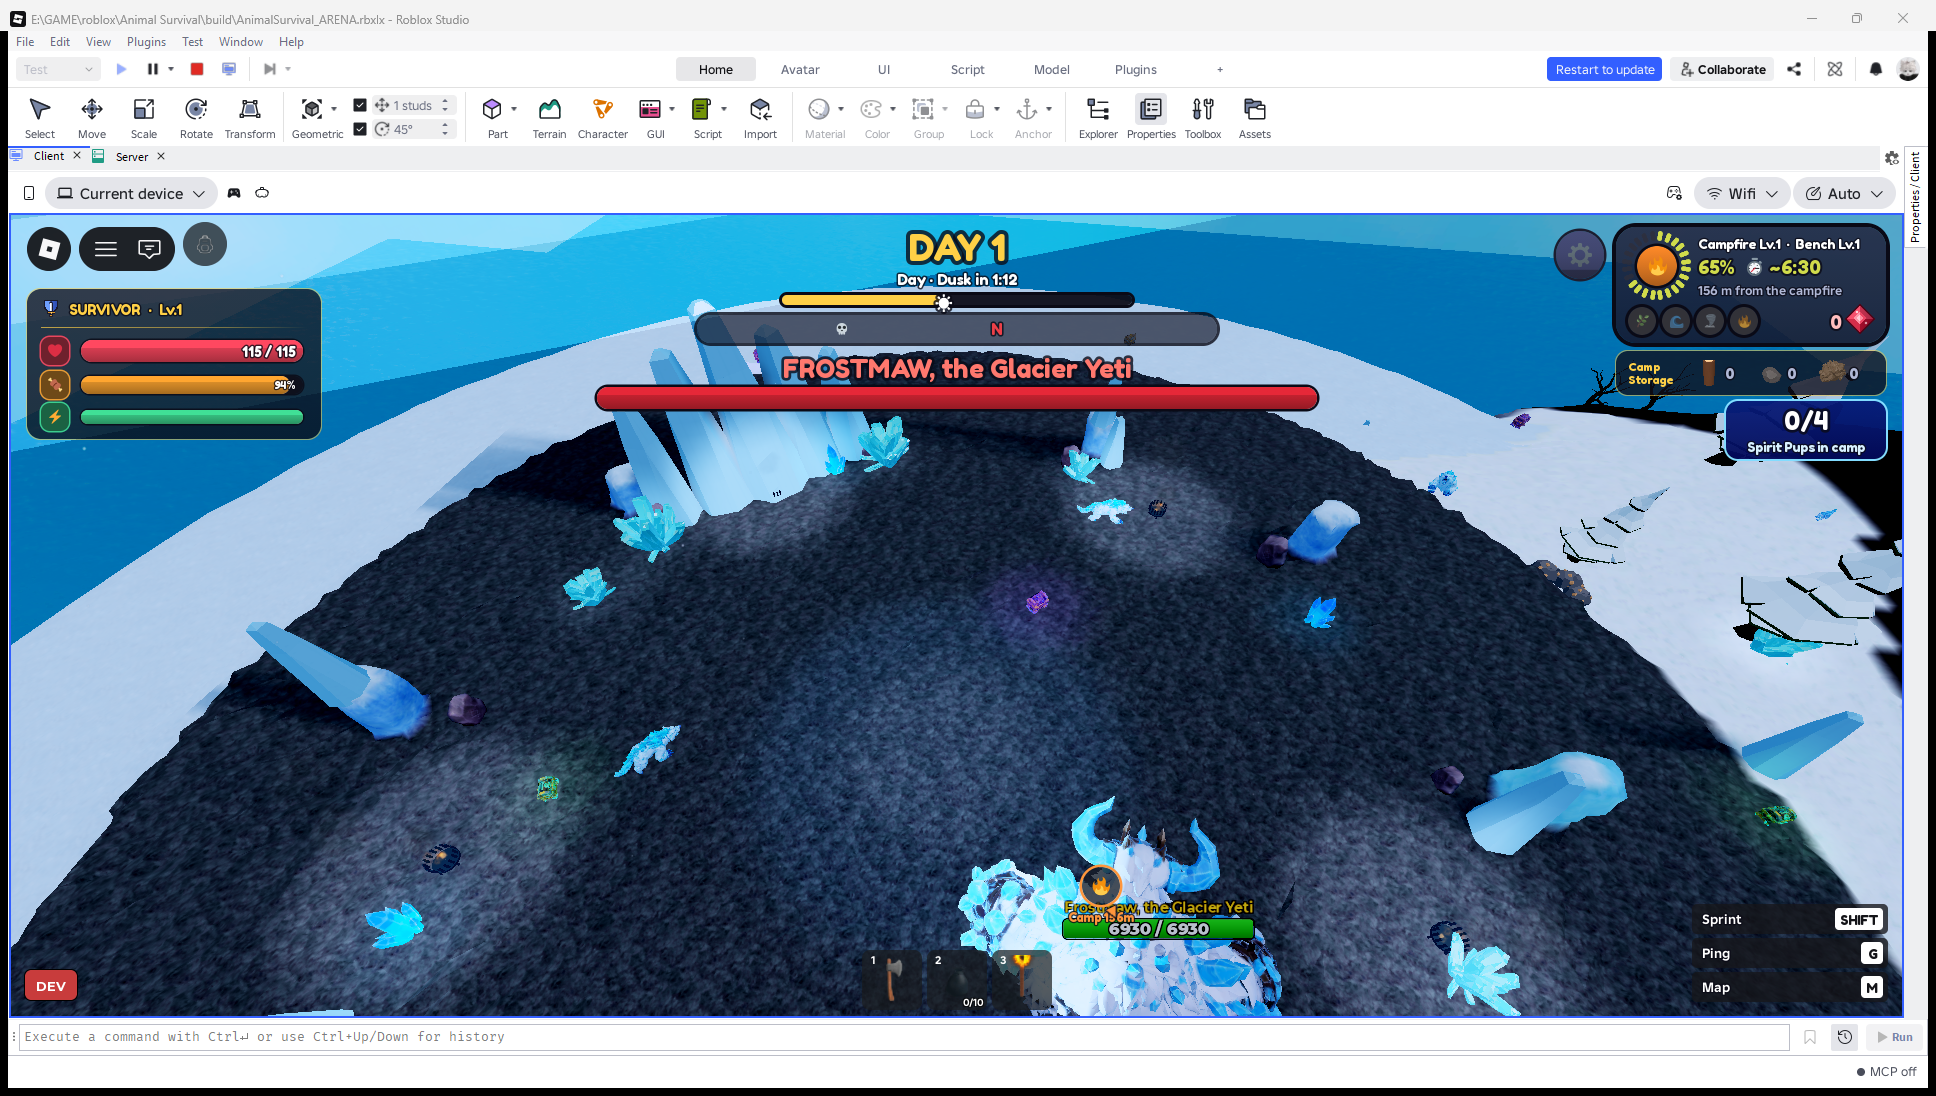 E:\GAME\roblox\Animal Survival\build\AnimalSurvival_ARENA.rbxlx - Roblox Studio
File Edit View Plugins Test Window Help
Test
Home Avatar UI Script Model Plugins +
Restart to update
Collaborate
Select Move Scale Rotate Transform Geometric
1 studs
45°
Part Terrain Character GUI Script Import
Material Color Group Lock Anchor
Explorer Properties Toolbox Assets
Client
Server
Current device
Wifi
Auto
Properties / Client
DAY 1
Day · Dusk in 1:12
N
FROSTMAW, the Glacier Yeti
SURVIVOR · Lv.1
115 / 115
94%
Campfire Lv.1 · Bench Lv.1
65% ~6:30
156 m from the campfire
0
Camp Storage
0 0 0
0/4
Spirit Pups in camp
Frostmaw, the Glacier Yeti
Camp 156m
6930 / 6930
1 2 3
0/10
Sprint SHIFT
Ping G
Map M
DEV
Execute a command with Ctrl↵ or use Ctrl+Up/Down for history
Run
MCP off